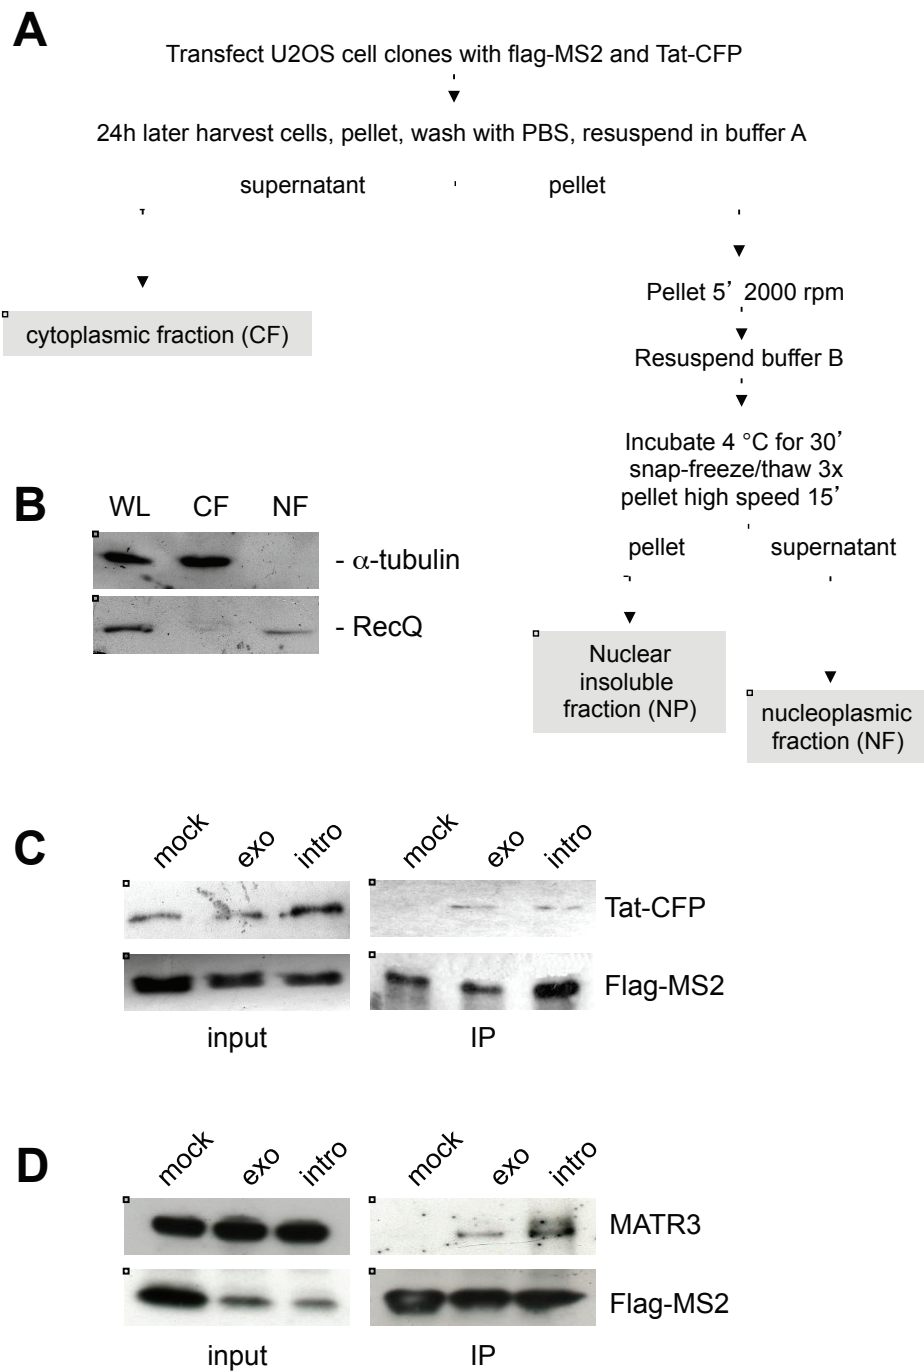 A
Transfect U2OS cell clones with flag-MS2 and Tat-CFP
24h later harvest cells, pellet, wash with PBS, resuspend in buffer A
supernatant pellet
Pellet 5’ 2000 rpm
cytoplasmic fraction (CF)
Resuspend buffer B
Incubate 4 °C for 30’
snap-freeze/thaw 3x
pellet high speed 15’
pellet supernatant
Nuclear
insoluble
fraction (NP)
nucleoplasmic
fraction (NF)
B
WL CF NF
- α-tubulin
- RecQ
C
mock exo intro mock exo intro
Tat-CFP
Flag-MS2
input IP
D
mock exo intro mock exo intro
MATR3
Flag-MS2
input IP